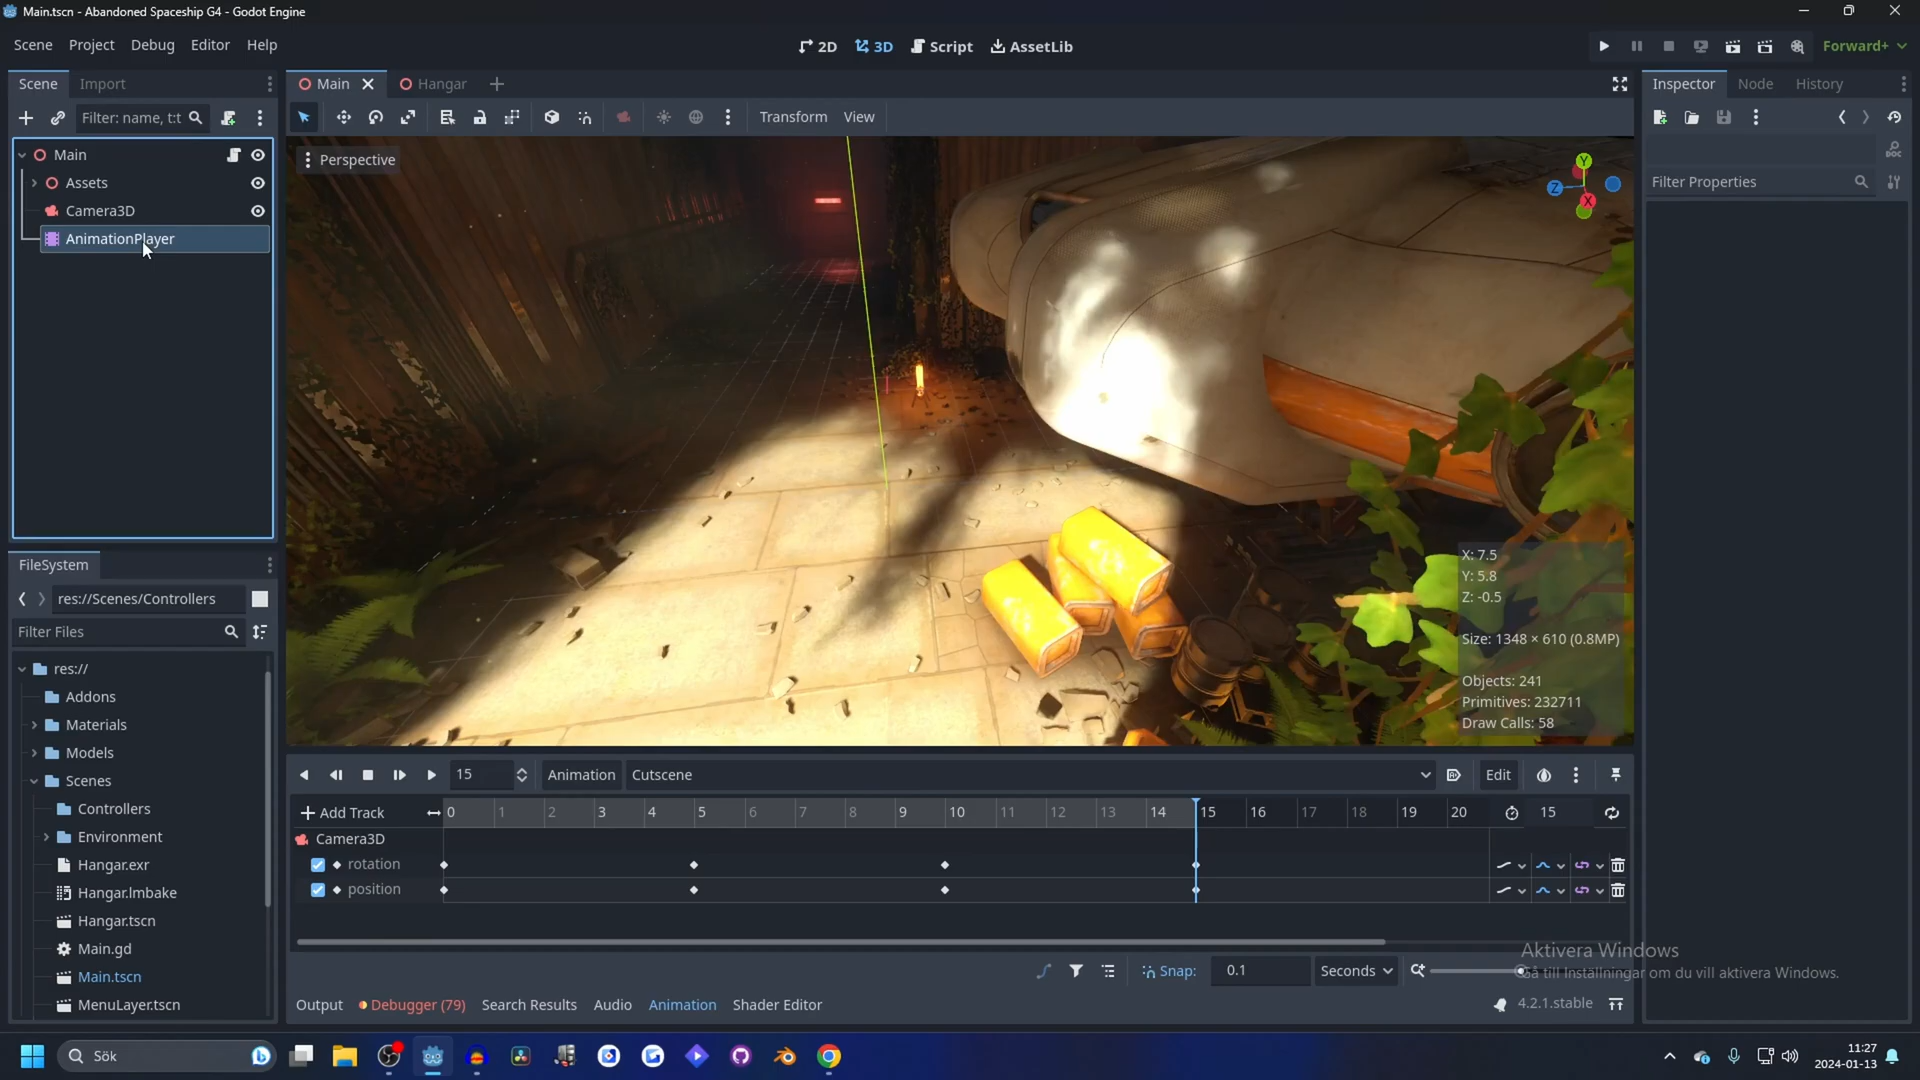 Main.tscn - Abandoned Spaceship G4 - Godot Engine
Scene Project Debug Editor Help
2D 3D Script AssetLib
Forward+
Scene Import
Main Hangar
Inspector Node History
Filter: name, t:t
Transform View
Main
Assets
Camera3D
AnimationPlayer
Perspective
Y
Z
X
DOC
Filter Properties
X: 7.5
Y: 5.8
Z: -0.5
Size: 1348 × 610 (0.8MP)
Objects: 241
Primitives: 232711
Draw Calls: 58
FileSystem
res://Scenes/Controllers
Filter Files
res://
Addons
Materials
Models
Scenes
Controllers
Environment
Hangar.exr
Hangar.lmbake
Hangar.tscn
Main.gd
Main.tscn
MenuLayer.tscn
15 Animation Cutscene Edit
Add Track 0 1 2 3 4 5 6 7 8 9 10 11 12 13 14 15 16 17 18 19 20 15
Camera3D
rotation
position
Aktivera Windows
Gå till Inställningar om du vill aktivera Windows.
Snap: 0.1 Seconds
Output Debugger (79) Search Results Audio Animation Shader Editor
4.2.1.stable
Sök
11:27
2024-01-13